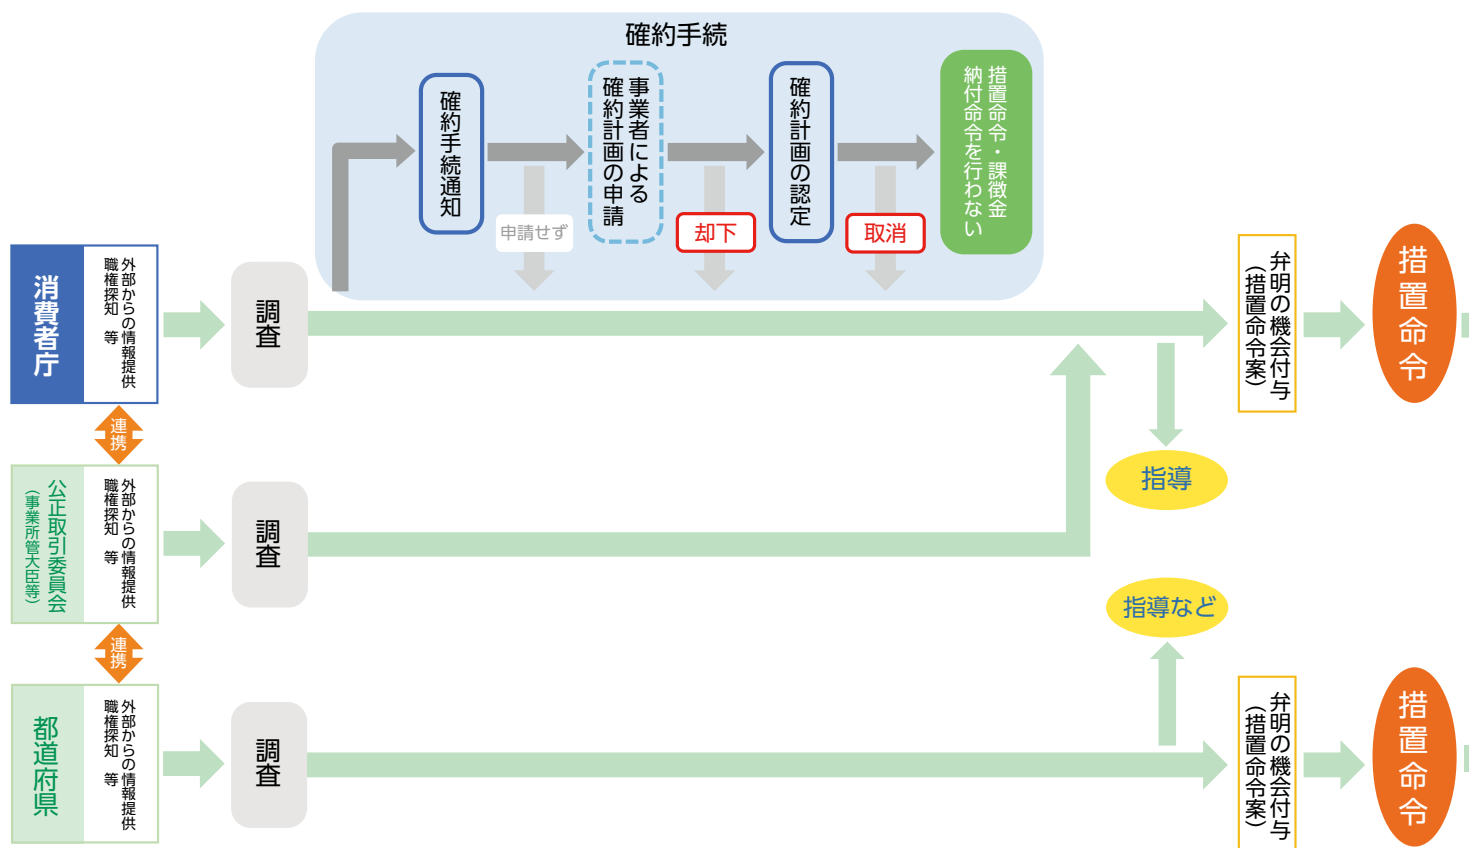 確約手続
確約手続通知
申請せず
事業者による
確約計画の申請
却下
確約計画の認定
取消
措置命令・課徴金
納付命令を行わない
消費者庁
外部からの情報提供
職権探知 等
調査
弁明の機会付与
（措置命令案）
措置命令
指導
連携
公正取引委員会
（事業所管大臣等）
外部からの情報提供
職権探知 等
調査
連携
指導など
都道府県
外部からの情報提供
職権探知 等
調査
弁明の機会付与
（措置命令案）
措置命令